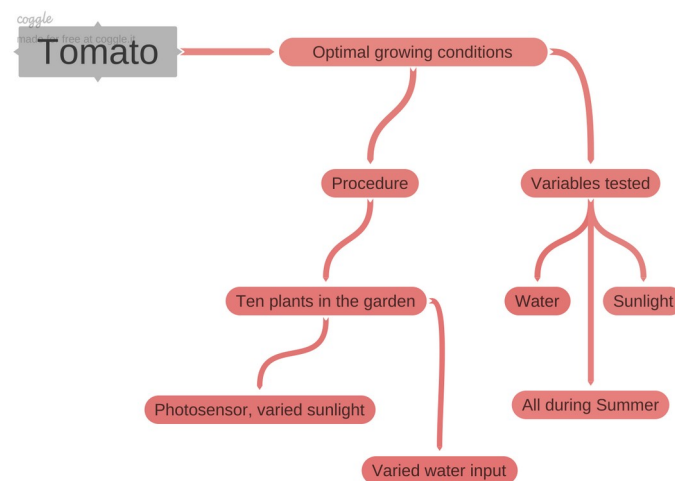 coggle
made for free at coggle.it
Tomato
Optimal growing conditions
Procedure
Variables tested
Ten plants in the garden
Water
Sunlight
Photosensor, varied sunlight
All during Summer
Varied water input